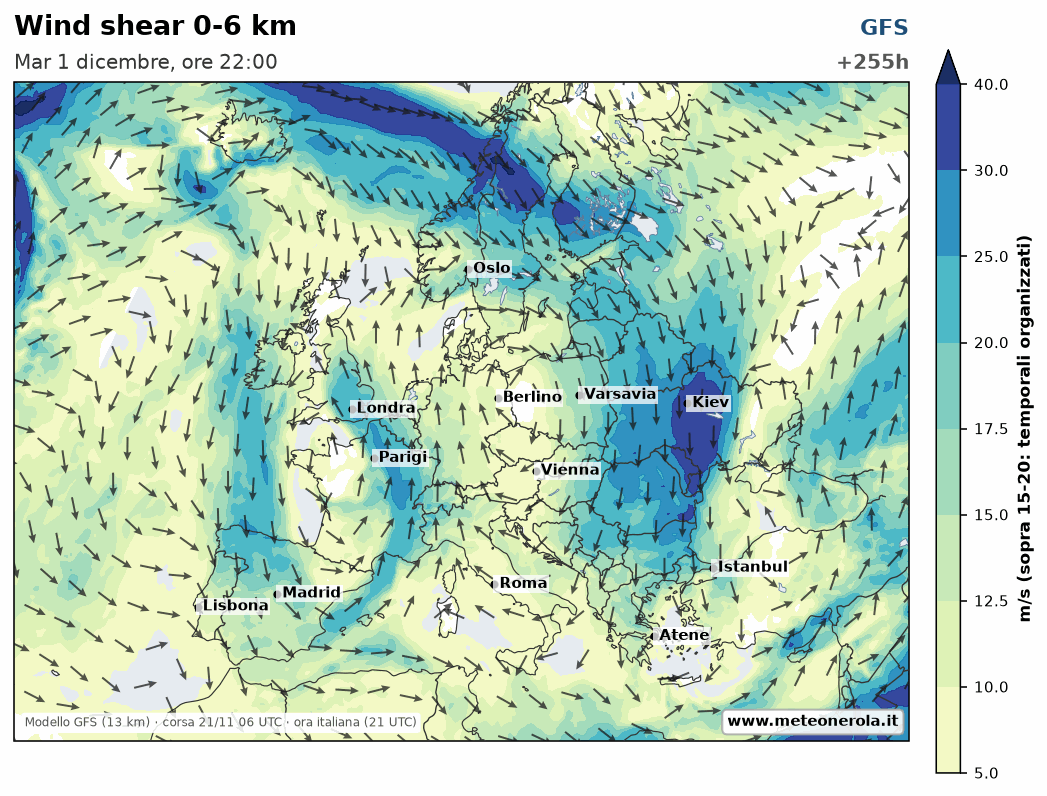 Wind shear 0-6 km
GFS
Mar 1 dicembre, ore 22:00
+255h
40.0
30.0
25.0
20.0
17.5
15.0
12.5
10.0
5.0
m/s (sopra 15-20: temporali organizzati)
Oslo
Berlino
Varsavia
Kiev
Londra
Parigi
Vienna
Istanbul
Roma
Madrid
Lisbona
Atene
Modello GFS (13 km) · corsa 21/11 06 UTC · ora italiana (21 UTC)
www.meteonerola.it